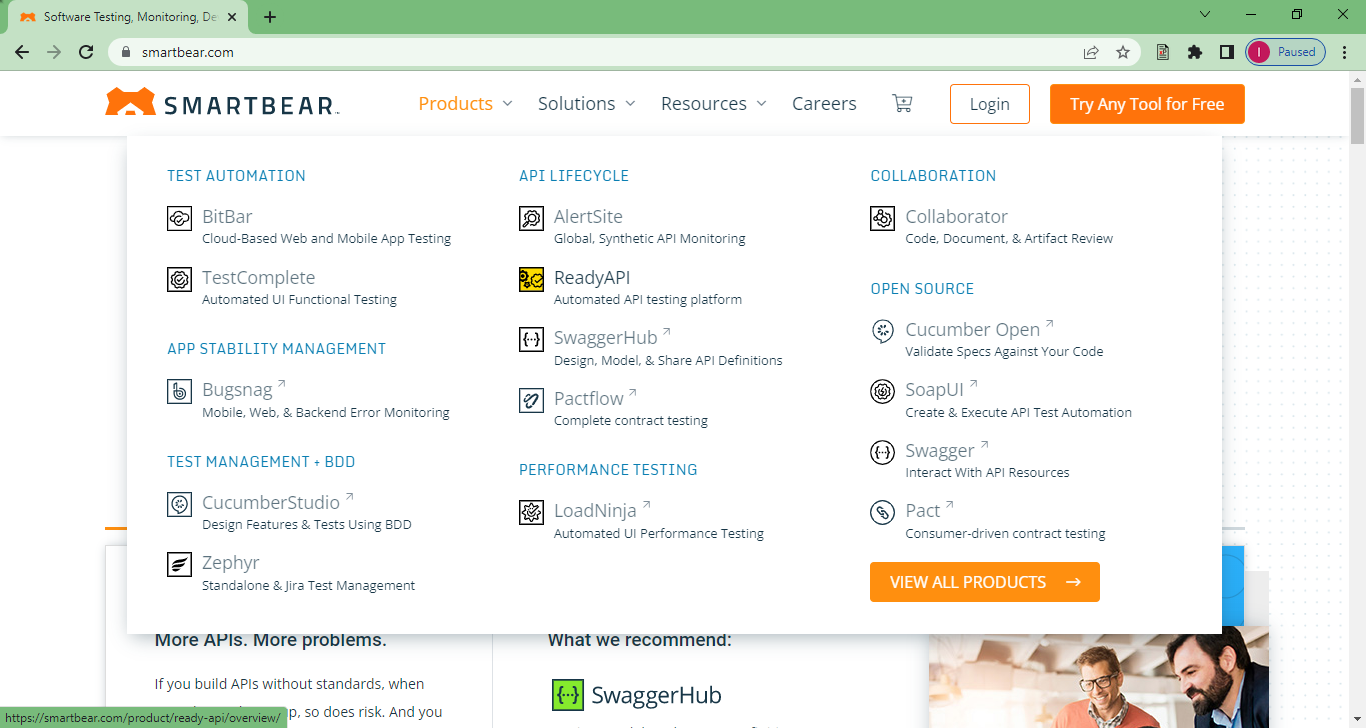 Software Testing, Monitoring, De
smartbear.com
I Paused
SMARTBEAR
Products Solutions Resources Careers Login Try Any Tool for Free
TEST AUTOMATION
BitBar
Cloud-Based Web and Mobile App Testing
TestComplete
Automated UI Functional Testing
APP STABILITY MANAGEMENT
Bugsnag
Mobile, Web, & Backend Error Monitoring
TEST MANAGEMENT + BDD
CucumberStudio
Design Features & Tests Using BDD
Zephyr
Standalone & Jira Test Management
API LIFECYCLE
AlertSite
Global, Synthetic API Monitoring
ReadyAPI
Automated API testing platform
SwaggerHub
Design, Model, & Share API Definitions
Pactflow
Complete contract testing
PERFORMANCE TESTING
LoadNinja
Automated UI Performance Testing
COLLABORATION
Collaborator
Code, Document, & Artifact Review
OPEN SOURCE
Cucumber Open
Validate Specs Against Your Code
SoapUI
Create & Execute API Test Automation
Swagger
Interact With API Resources
Pact
Consumer-driven contract testing
VIEW ALL PRODUCTS
More APIs. More problems.
If you build APIs without standards, when
p, so does risk. And you
What we recommend:
SwaggerHub
https://smartbear.com/product/ready-api/overview/